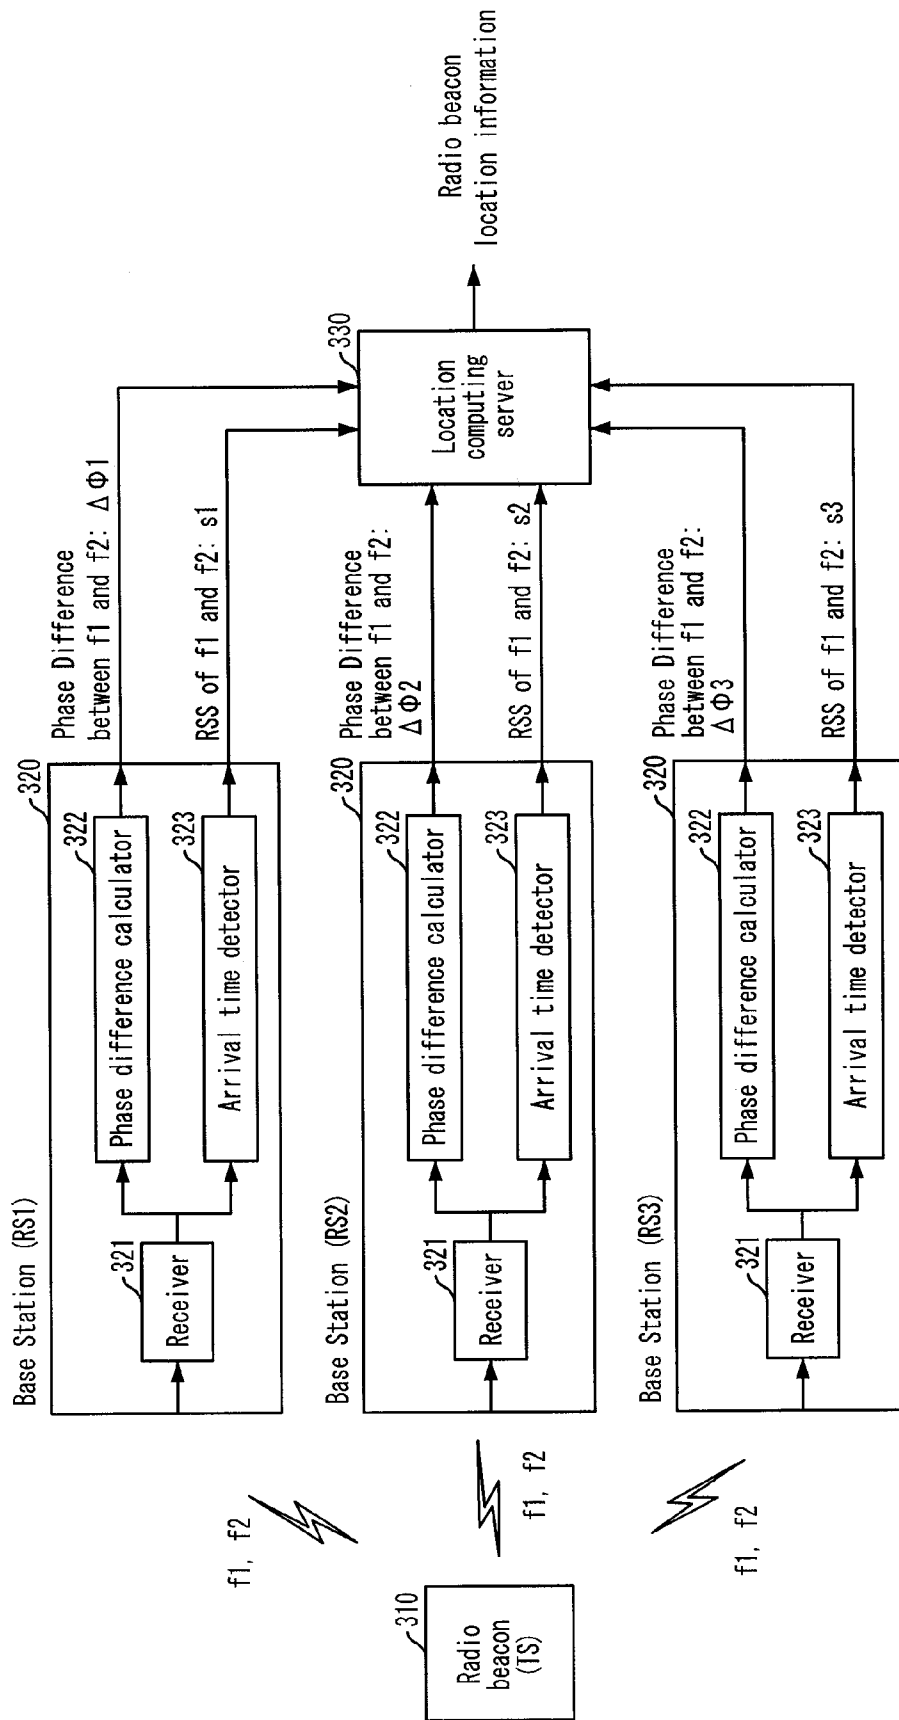 310
Radio
beacon
(TS)
f1, f2
f1, f2
f1, f2
Base Station (RS1)
320
321
Receiver
322
Phase difference calculator
323
Arrival time detector
Phase Difference
between f1 and f2: ΔΦ1
RSS of f1 and f2: s1
Base Station (RS2)
320
321
Receiver
322
Phase difference calculator
323
Arrival time detector
Phase Difference
between f1 and f2:
ΔΦ2
RSS of f1 and f2: s2
Base Station (RS3)
320
321
Receiver
322
Phase difference calculator
323
Arrival time detector
Phase Difference
between f1 and f2:
ΔΦ3
RSS of f1 and f2: s3
330
Location
computing
server
Radio beacon
location information